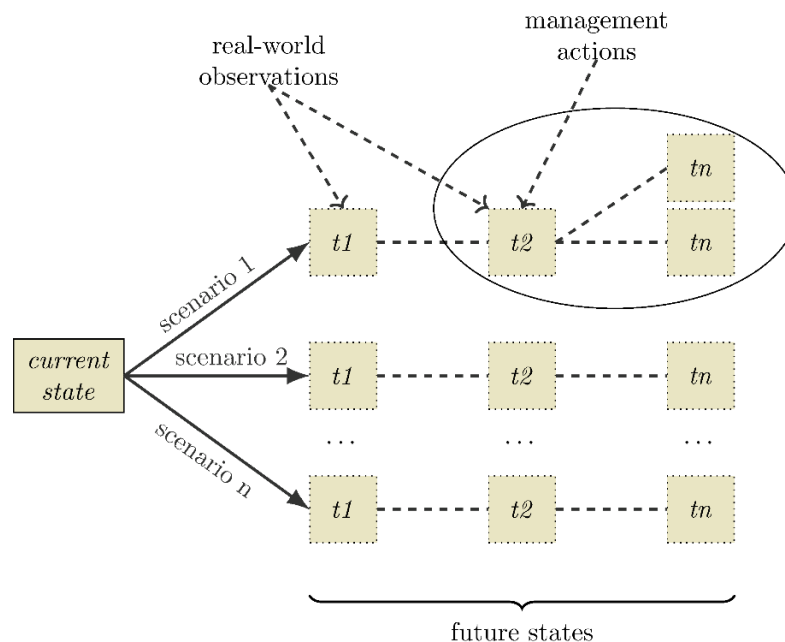 real-world
observations
management
actions
tn
t1
t2
tn
scenario 1
current
state
scenario 2
t1
t2
tn
... ... ...
scenario n
t1
t2
tn
future states